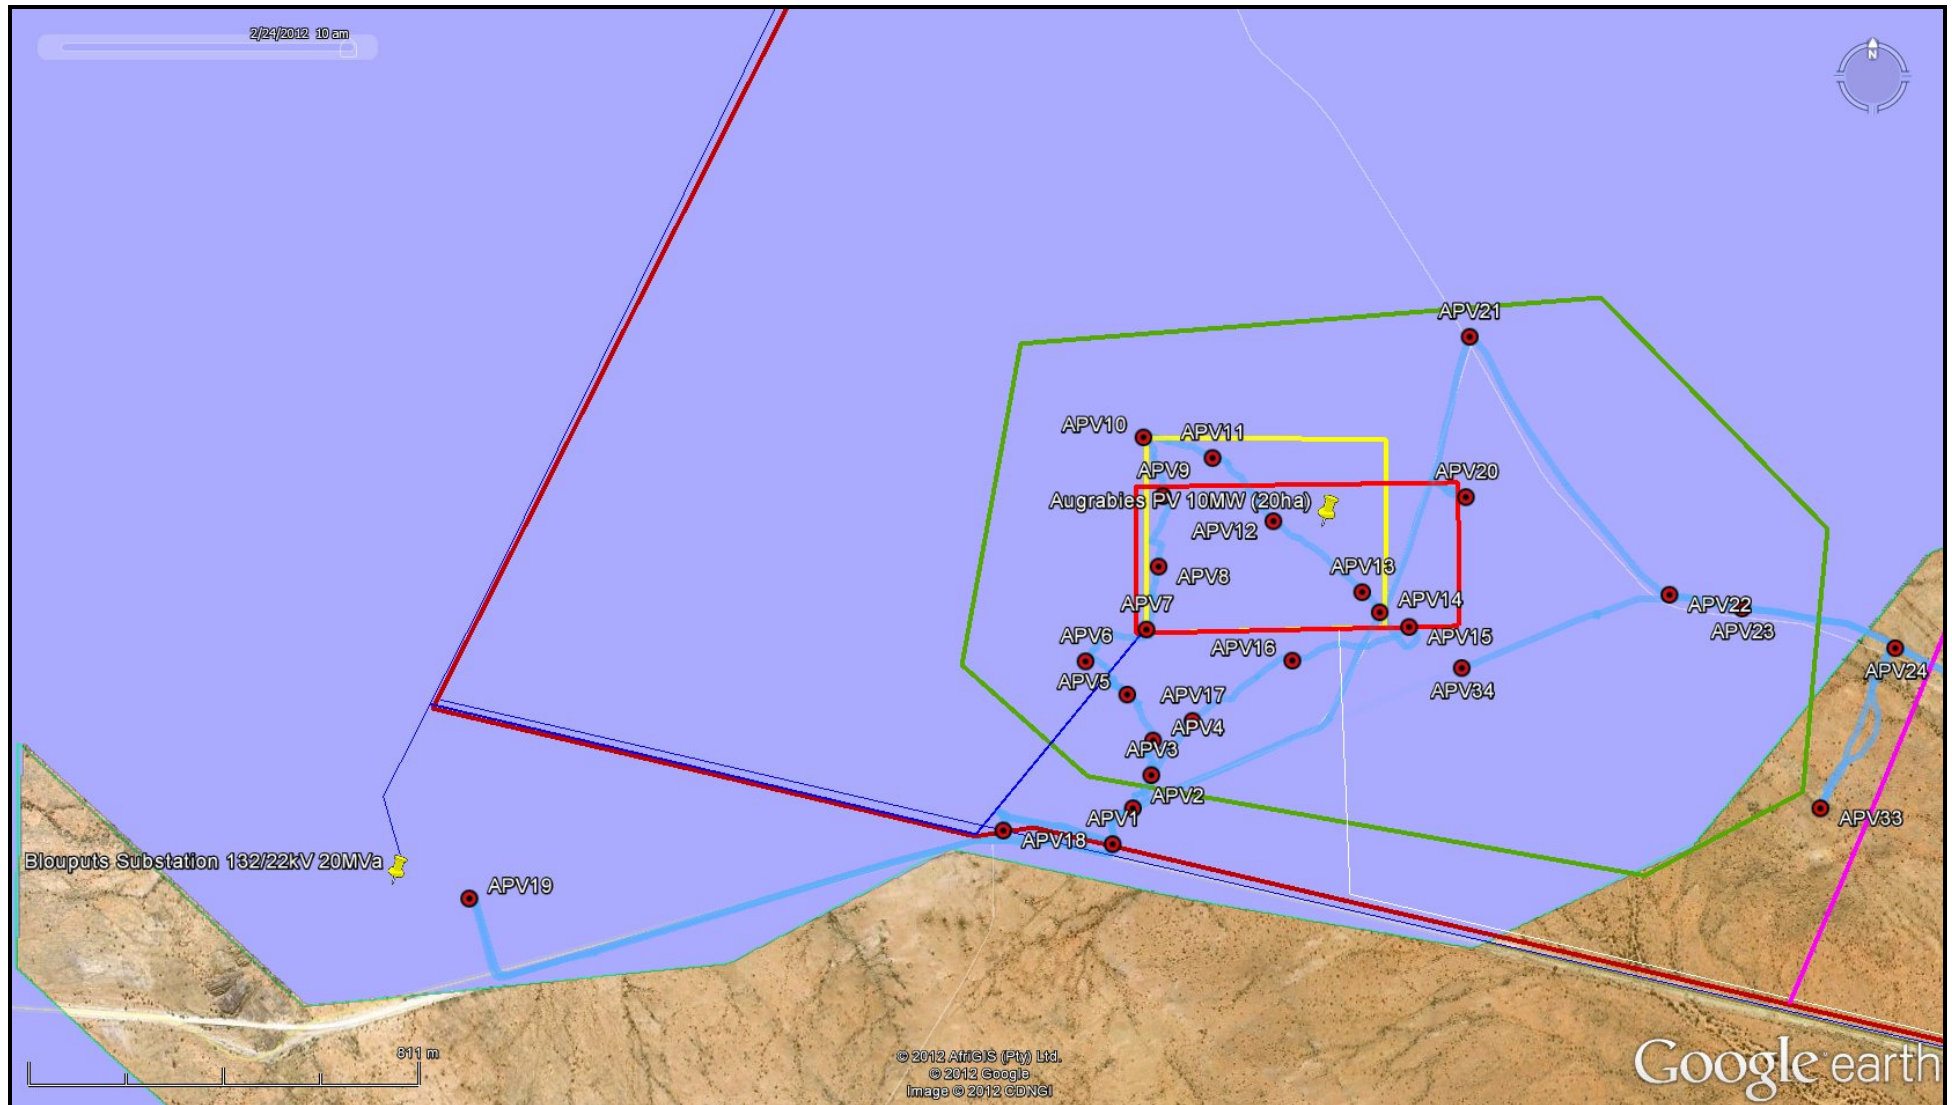 2/24/2012 10 am
N
APV21
APV10
APV11
APV9
APV20
Augrabies PV 10MW (20ha)
APV12
APV13
APV8
APV7
APV14
APV22
APV6
APV15
APV23
APV16
APV24
APV5
APV17
APV34
APV4
APV3
APV2
APV1
APV33
APV18
Blouputs Substation 132/22kV 20MVa
APV19
811 m
© 2012 AfriGIS (Pty) Ltd.
© 2012 Google
Image © 2012 CDNGI
Google earth